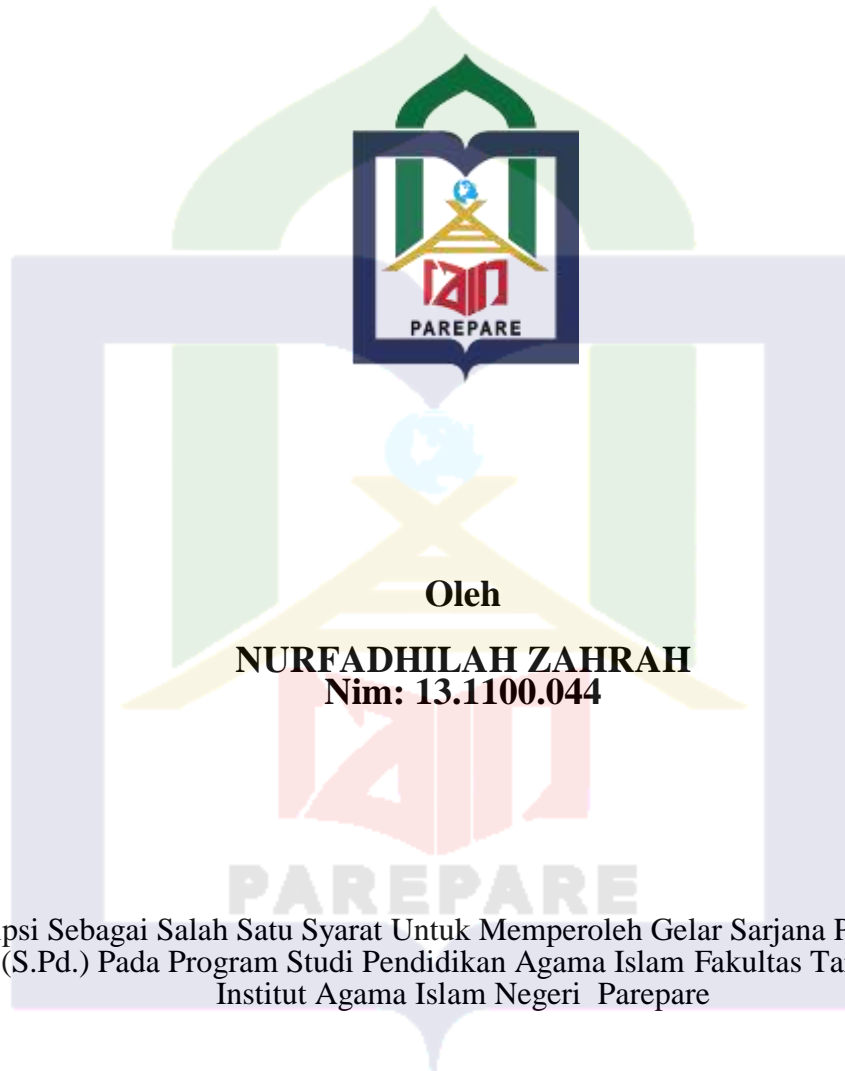 PAREPARE
Oleh
NURFADHILAH ZAHRAH
Nim: 13.1100.044
PAREPARE
Sebagai Salah Satu Syarat Untuk Memperoleh Gelar Sarjana
(S.Pd.) Pada Program Studi Pendidikan Agama Islam Fakultas
Institut Agama Islam Negeri Parepare